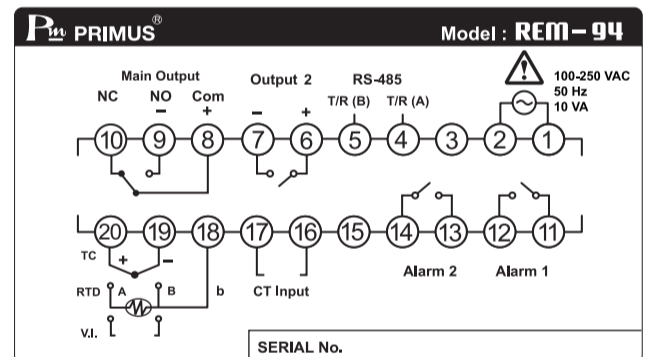 Pm PRIMUS® Model : REM-94
Main Output Output 2 RS-485 100-250 VAC
50 Hz
10 VA
NC NO Com T/R (B) T/R (A)
− + − +
10 9 8 7 6 5 4 3 2 1
20 19 18 17 16 15 14 13 12 11
TC + −
Alarm 2 Alarm 1
RTD A B b CT Input
V.I.
SERIAL No.